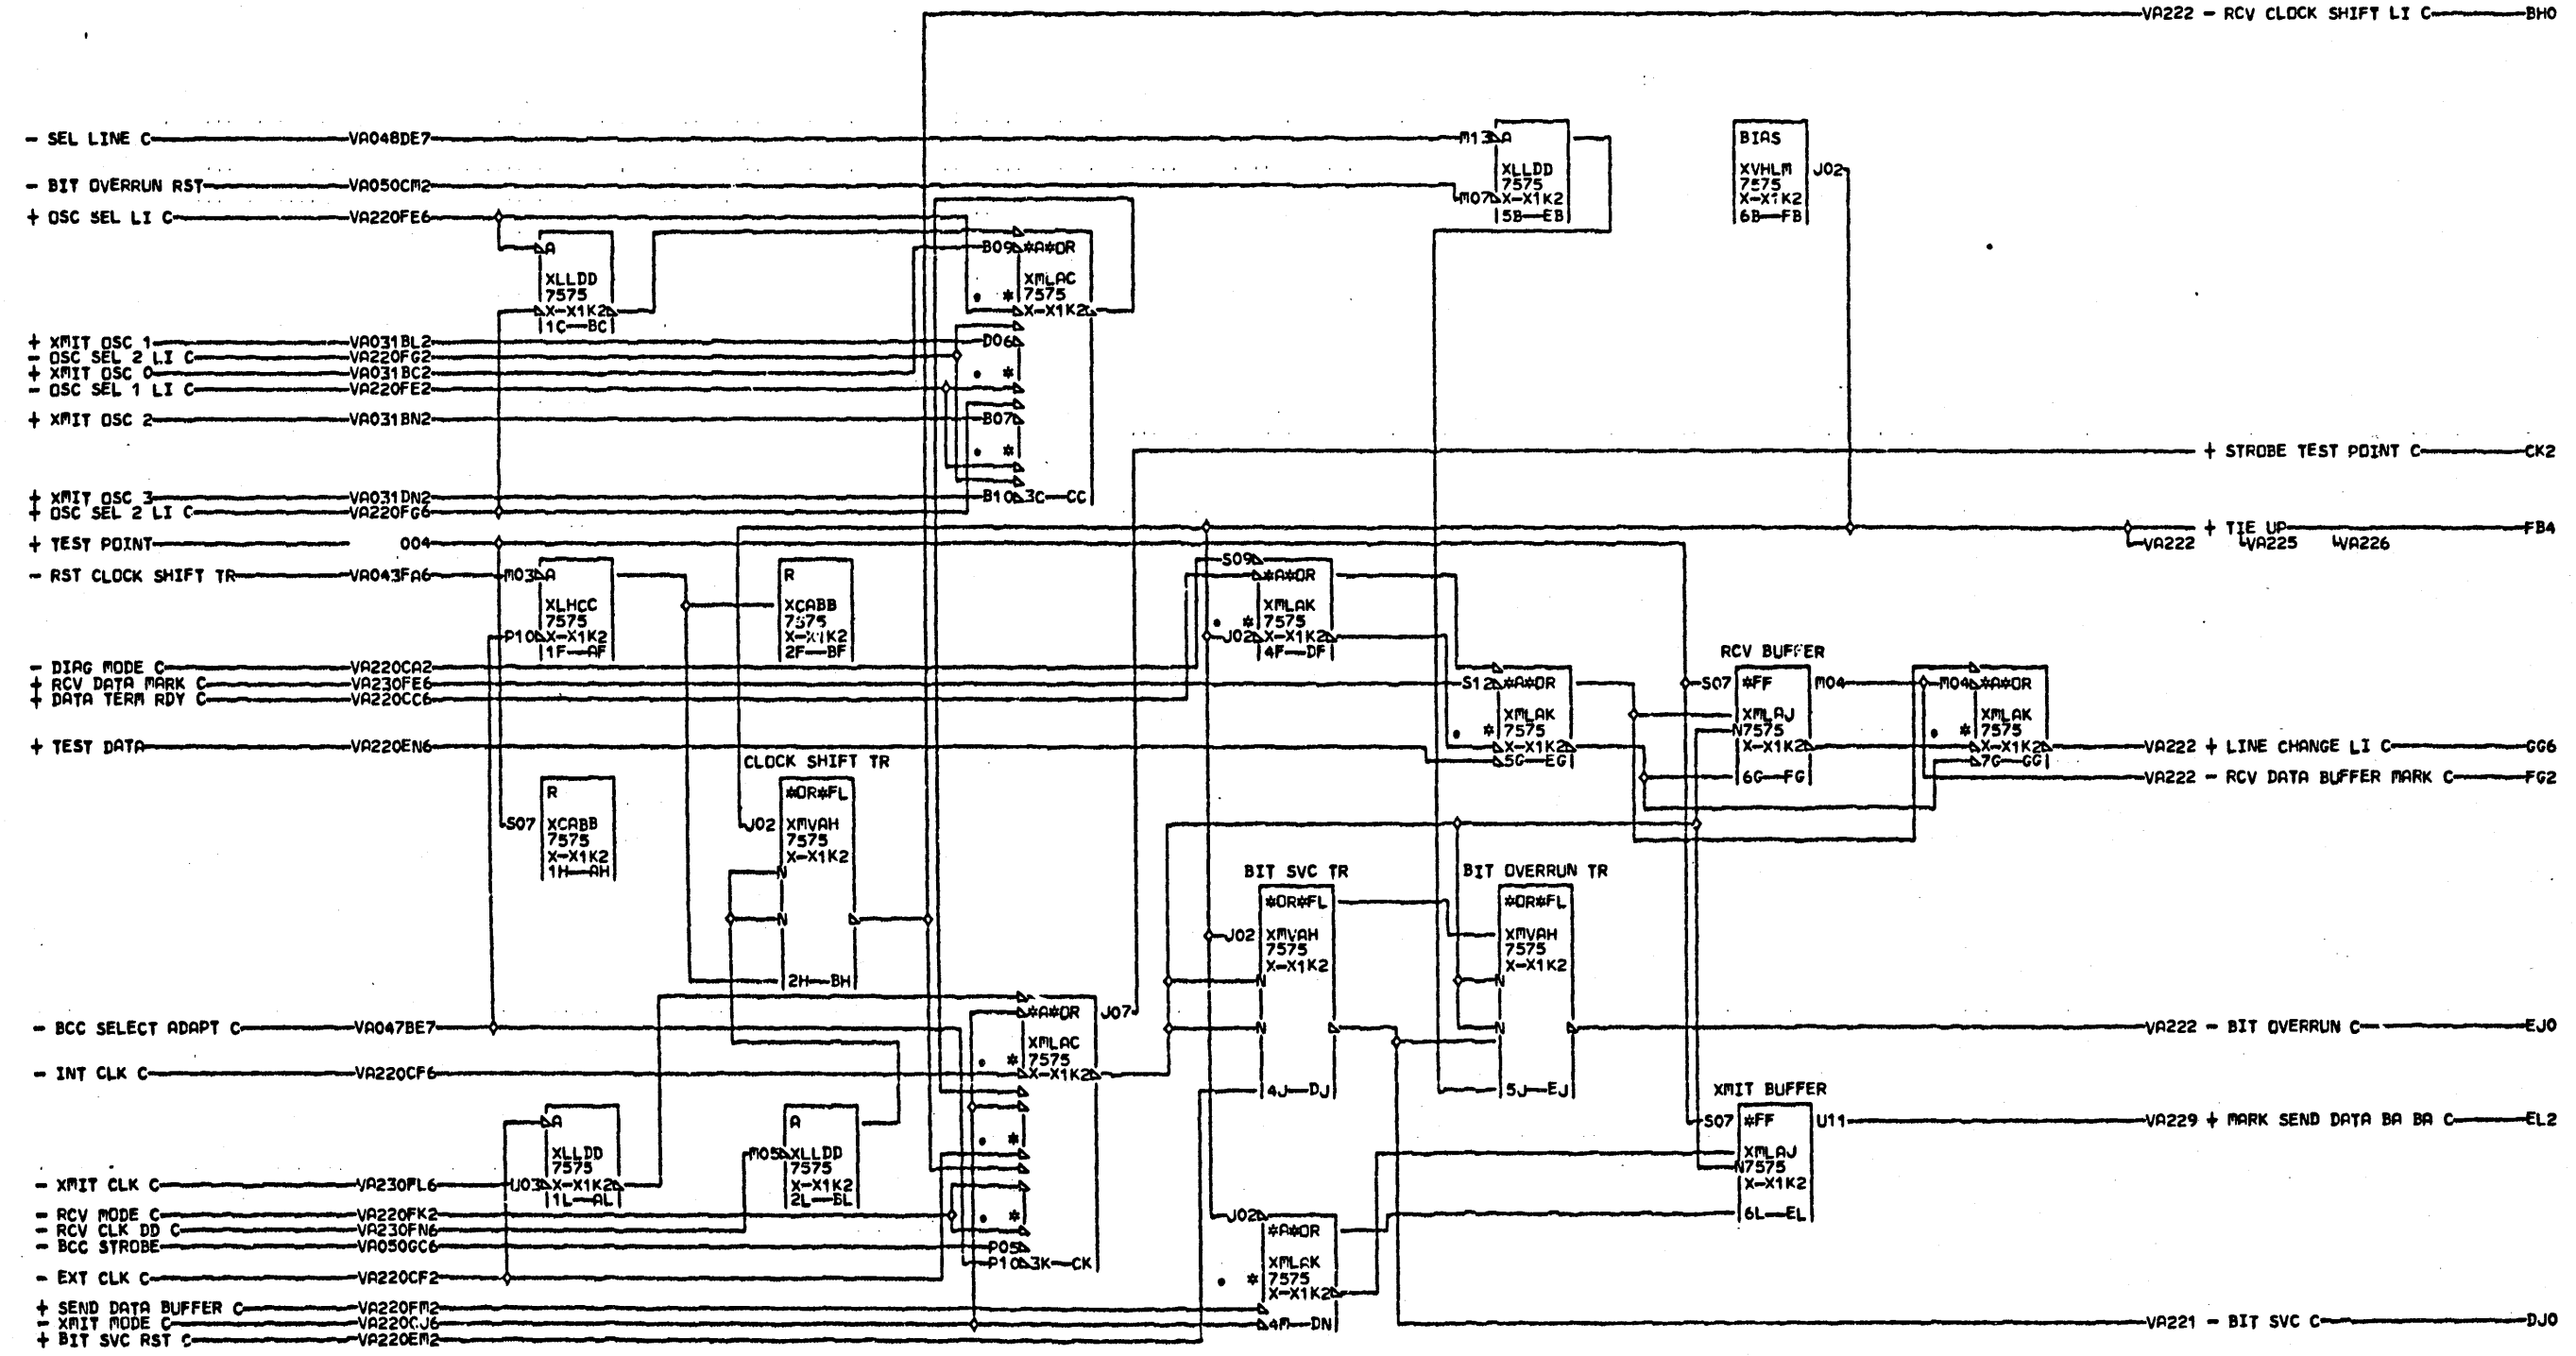 VA222 - RCV CLOCK SHIFT LI C BH0
- SEL LINE C VA048DE7 M13 A
BIAS
XLLDD
7575
X-X1K2
5B EB
XVHLM J02
7575
X-X1K2
6B FB
- BIT OVERRUN RST VA050CM2 M07
+ OSC SEL LI C VA220FE6
A
XLLDD
7575
X-X1K2
1C BC
B09 *A*OR
XMLAC
7575
* X-X1K2
+ XMIT OSC 1 VA031BL2 D06
- OSC SEL 2 LI C VA220FG2
+ XMIT OSC 0 VA031BC2
- OSC SEL 1 LI C VA220FE2
*
+ XMIT OSC 2 VA031BN2 B07
*
+ STROBE TEST POINT C CK2
+ XMIT OSC 3 VA031DN2 B10 3C CC
+ OSC SEL 2 LI C VA220FG6
+ TIE UP FB4
VA222 VA225 VA226
+ TEST POINT 004
- RST CLOCK SHIFT TR VA043FA6 M03 A
XLHCC
7575
P10 X-X1K2
1F AF
R
XCABB
7575
X-X1K2
2F BF
S09
*A*OR
XMLAK
* 7575
J02 X-X1K2
4F DF
- DIAG MODE C VA220CA2
+ RCV DATA MARK C VA230FE6
+ DATA TERM RDY C VA220CC6
S12 *A*OR
XMLAK
* 7575
X-X1K2
5G EG
RCV BUFFER
S07 *FF M04
XMLAJ
N7575
X-X1K2
6G FG
M04 *A*OR
XMLAK
* 7575
X-X1K2
7G GG
+ TEST DATA VA220EN6
VA222 + LINE CHANGE LI C GG6
VA222 - RCV DATA BUFFER MARK C FG2
R
S07 XCABB
7575
X-X1K2
1H AH
CLOCK SHIFT TR
*OR*FL
J02 XMVAH
7575
X-X1K2
N
N
2H BH
BIT SVC TR
*OR*FL
J02 XMVAH
7575
X-X1K2
N
N
4J DJ
BIT OVERRUN TR
*OR*FL
XMVAH
7575
X-X1K2
N
N
5J EJ
- BCC SELECT ADAPT C VA047BE7
*A*OR J07
XMLAC
* 7575
X-X1K2
VA222 - BIT OVERRUN C EJ0
- INT CLK C VA220CF6
*
*
P05
P10 3K CK
A
XLLDD
7575
U03 X-X1K2
1L AL
A
M05 XLLDD
7575
X-X1K2
2L BL
XMIT BUFFER
S07 *FF U11
XMLAJ
N7575
X-X1K2
6L EL
VA229 + MARK SEND DATA BA BA C EL2
- XMIT CLK C VA230FL6
- RCV MODE C VA220FK2
- RCV CLK DD C VA230FN6
- BCC STROBE VA050GC6
- EXT CLK C VA220CF2
J02
*A*OR
XMLAK
* 7575
X-X1K2
4M DN
+ SEND DATA BUFFER C VA220FM2
- XMIT MODE C VA220CJ6
+ BIT SVC RST C VA220EM2
VA221 - BIT SVC C DJ0